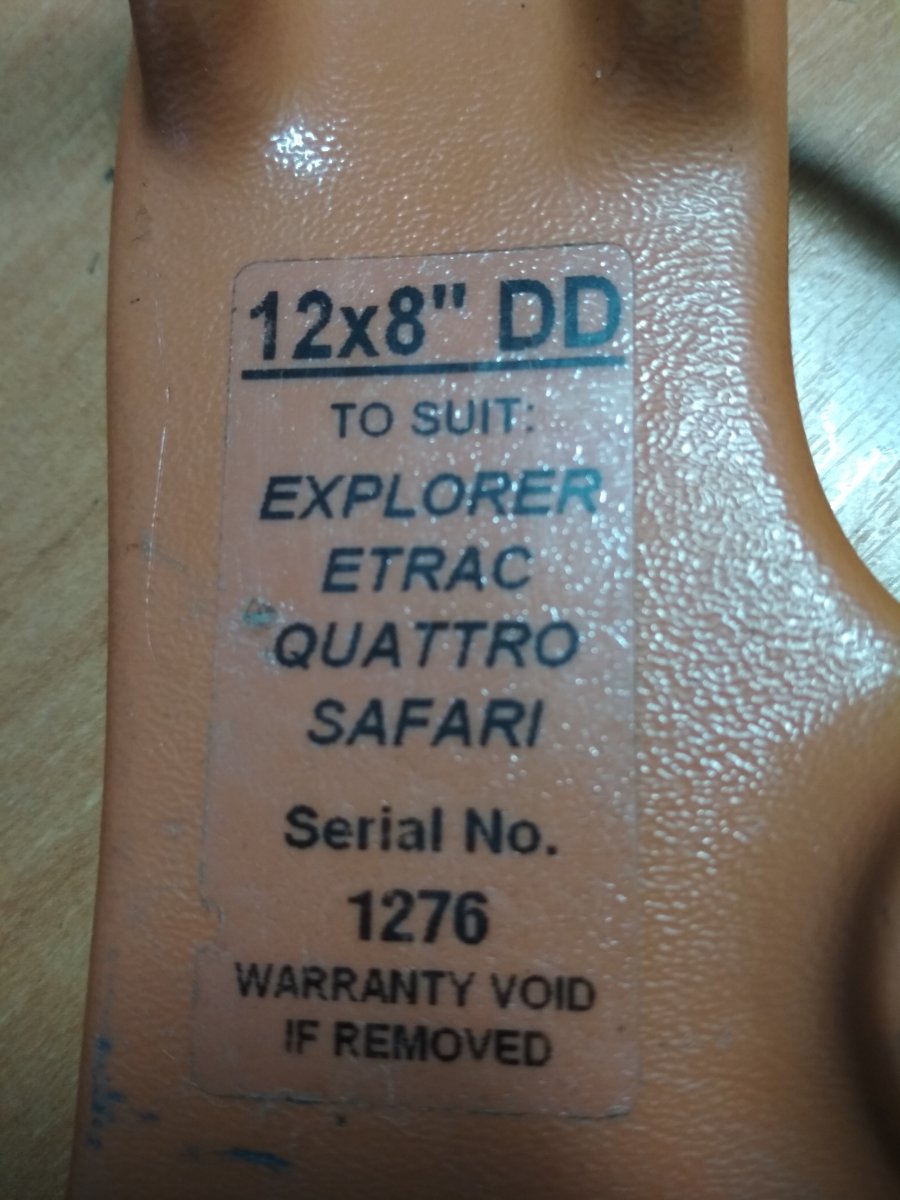 12x8" DD
TO SUIT:
EXPLORER
ETRAC
QUATTRO
SAFARI
Serial No.
1276
WARRANTY VOID
IF REMOVED